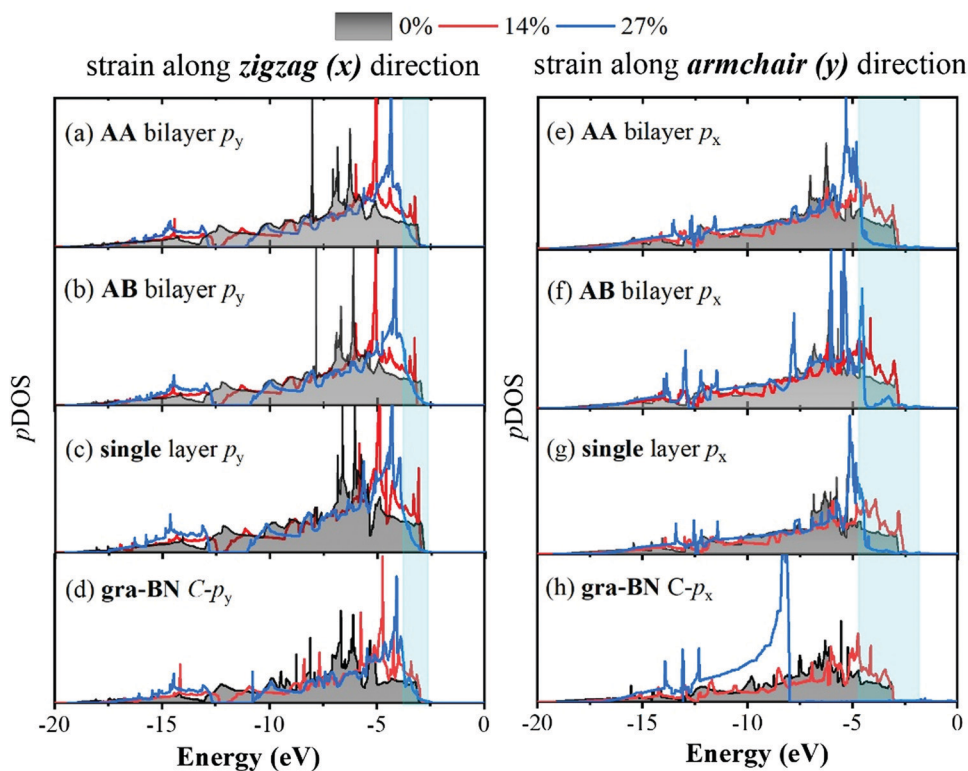 0% 14% 27%
strain along zigzag (x) direction
strain along armchair (y) direction
(a) AA bilayer py
(b) AB bilayer py
(c) single layer py
(d) gra-BN C-py
pDOS
-20 -15 -10 -5 0
Energy (eV)
(e) AA bilayer px
(f) AB bilayer px
(g) single layer px
(h) gra-BN C-px
pDOS
-20 -15 -10 -5 0
Energy (eV)